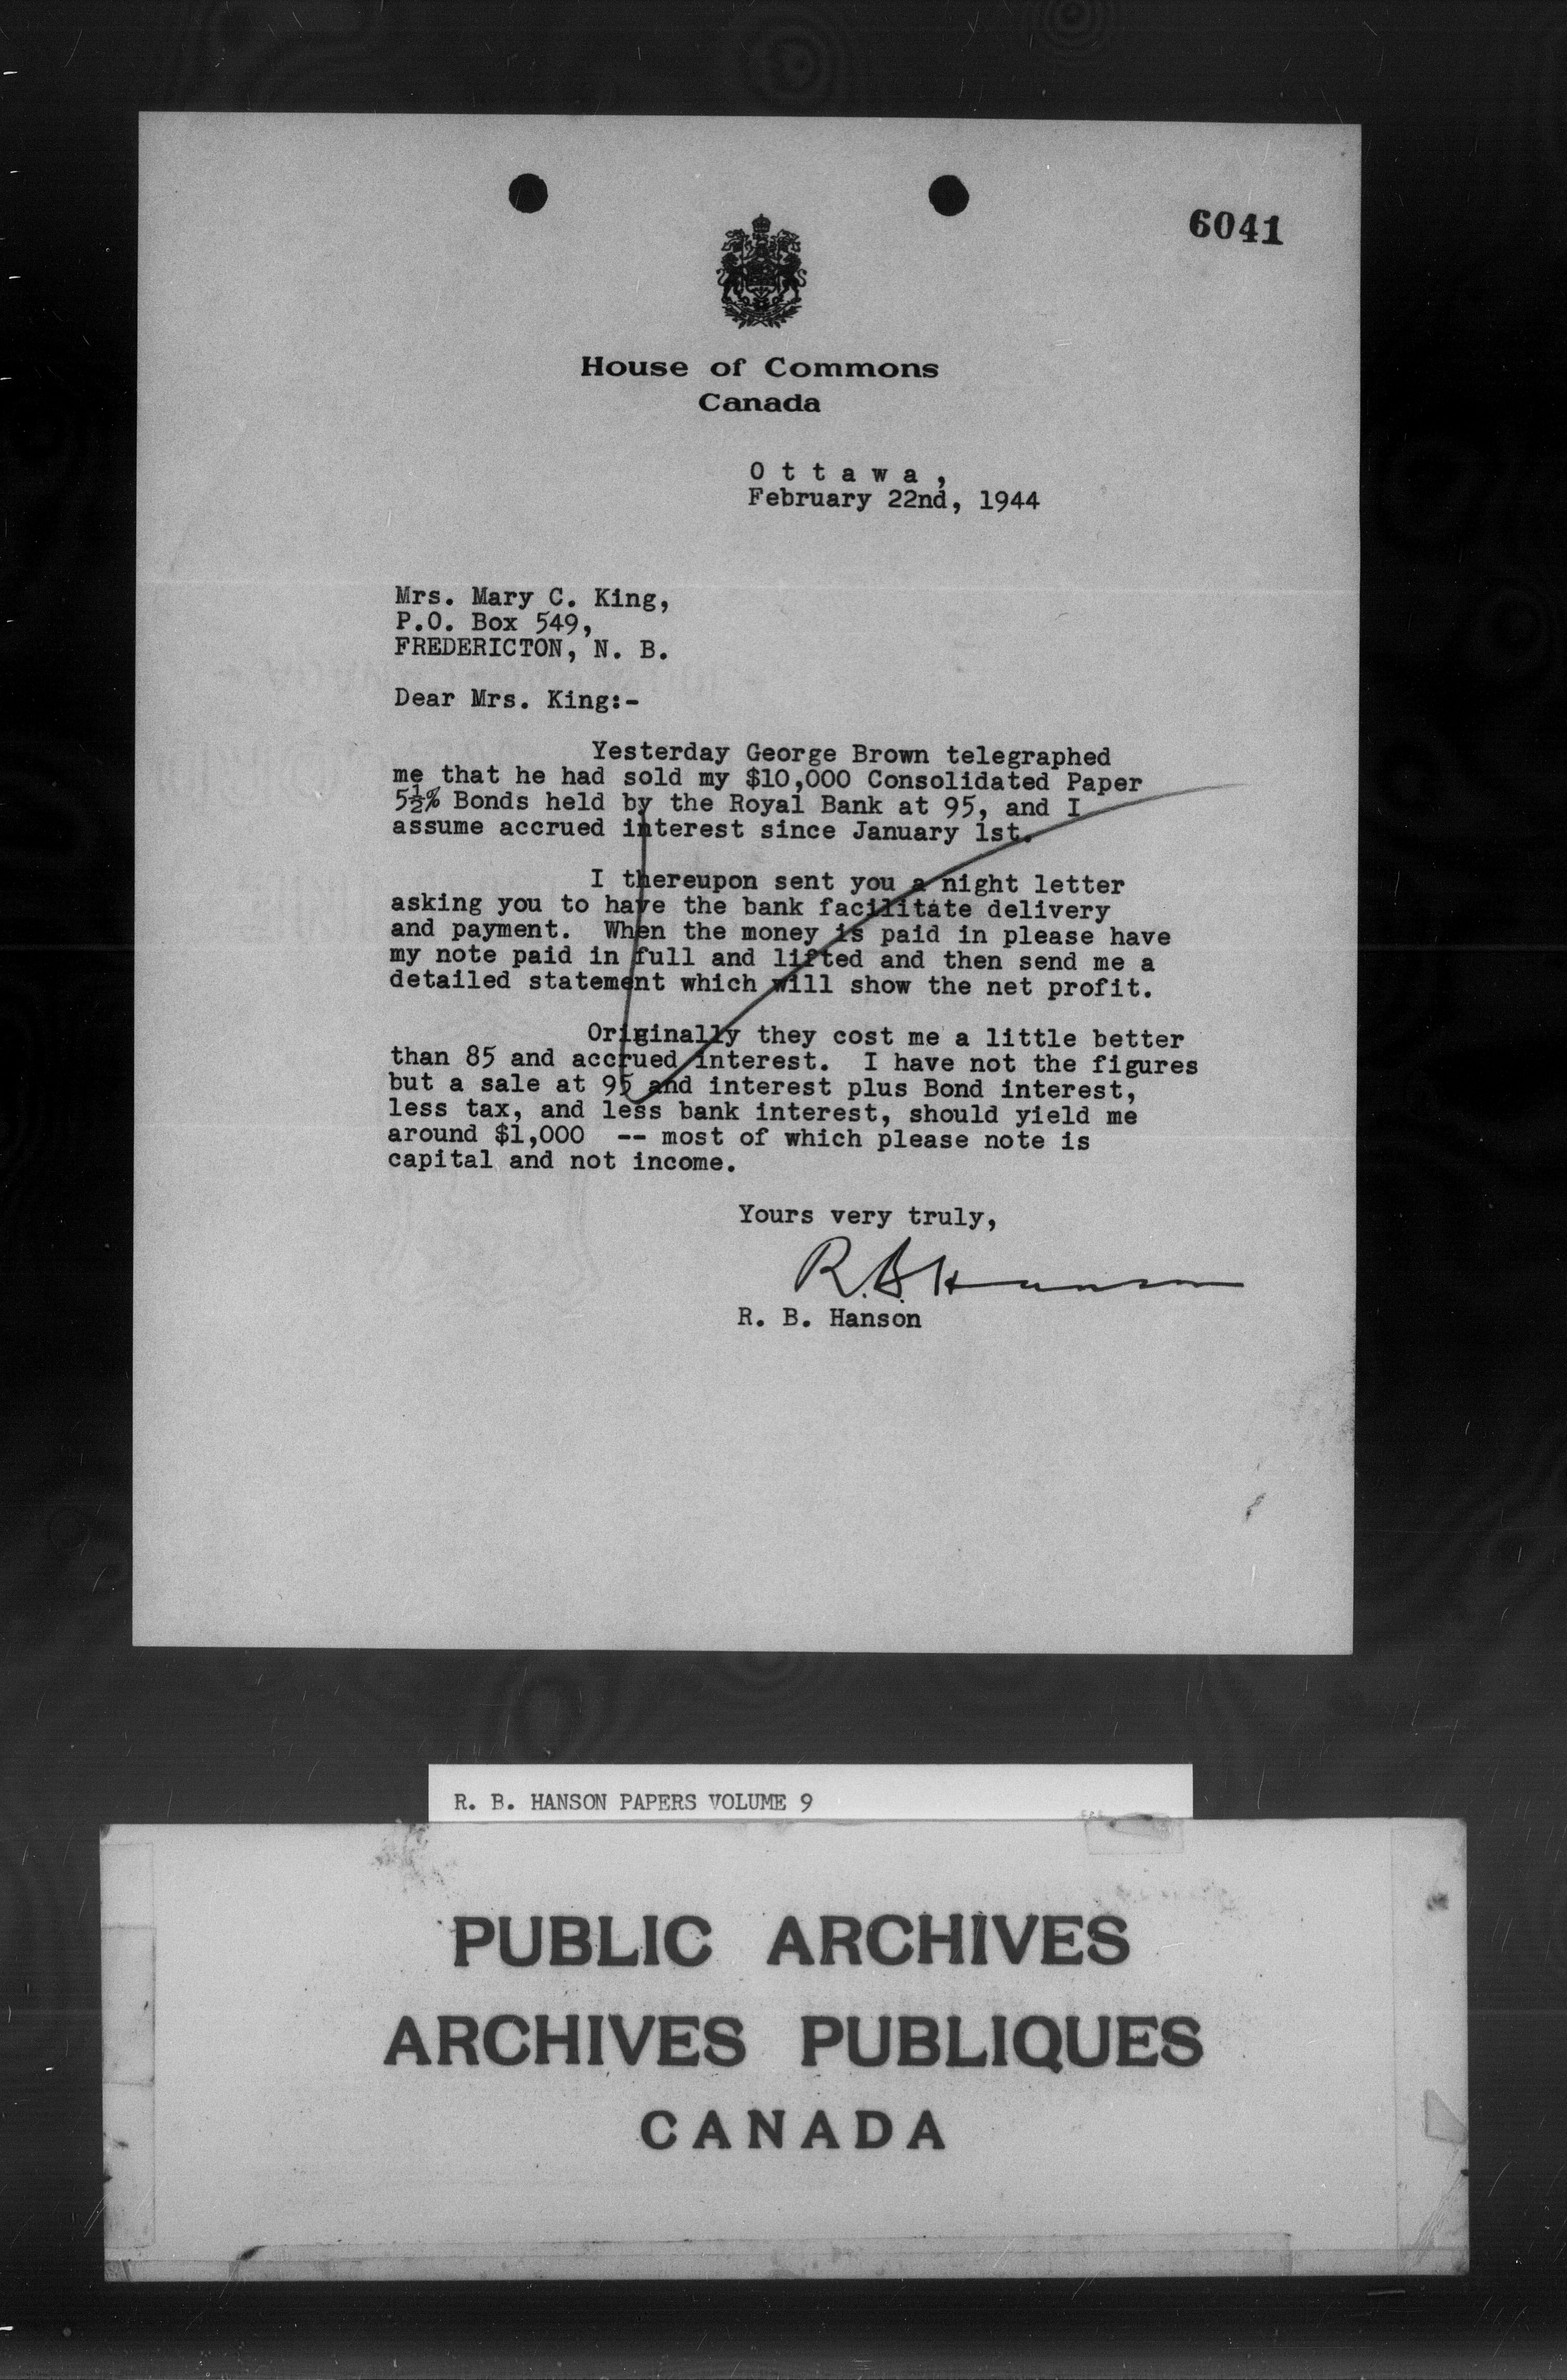 6041
House of Commons
Canada
Ottawa,
February 22nd, 1944
Mrs. Mary C. King,
P.O. Box 549,
FREDERICTON, N. B.
Dear Mrs. King:-
Yesterday George Brown telegraphed
me that he had sold my $10,000 Consolidated Paper
5½% Bonds held by the Royal Bank at 95, and I
assume accrued interest since January 1st.
I thereupon sent you a night letter
asking you to have the bank facilitate delivery
and payment. When the money is paid in please have
my note paid in full and lifted and then send me a
detailed statement which will show the net profit.
Originally they cost me a little better
than 85 and accrued interest. I have not the figures
but a sale at 95 and interest plus Bond interest,
less tax, and less bank interest, should yield me
around $1,000 -- most of which please note is
capital and not income.
Yours very truly,
R.B. Hanson
R. B. Hanson
R. B. HANSON PAPERS VOLUME 9
PUBLIC ARCHIVES
ARCHIVES PUBLIQUES
CANADA